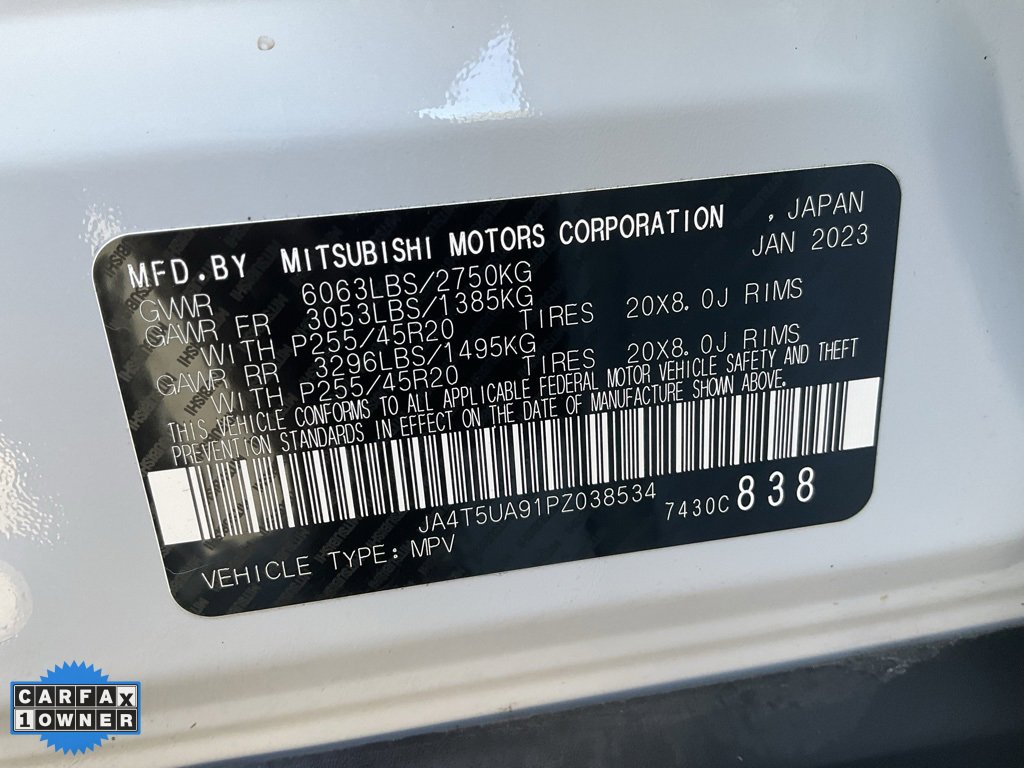 MFD.BY MITSUBISHI MOTORS CORPORATION , JAPAN
JAN 2023
GVWR 6063LBS/2750KG
GAWR FR 3053LBS/1385KG TIRES 20X8.0J RIMS
WITH P255/45R20
GAWR RR 3296LBS/1495KG TIRES 20X8.0J RIMS
WITH P255/45R20
THIS VEHICLE CONFORMS TO ALL APPLICABLE FEDERAL MOTOR VEHICLE SAFETY AND THEFT
PREVENTION STANDARDS IN EFFECT ON THE DATE OF MANUFACTURE SHOWN ABOVE.
JA4T5UA91PZ038534 7430C 838
VEHICLE TYPE: MPV
CARFAX
1 OWNER